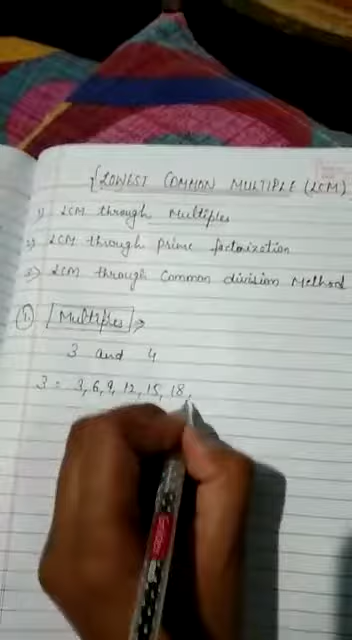 {LOWEST COMMON MULTIPLE (LCM)
1) LCM through Multiples
2) LCM through prime factorization
3) LCM through Common division Method
1. [Multiples]⇒
3 and 4
3 = 3, 6, 9, 12, 15, 18,